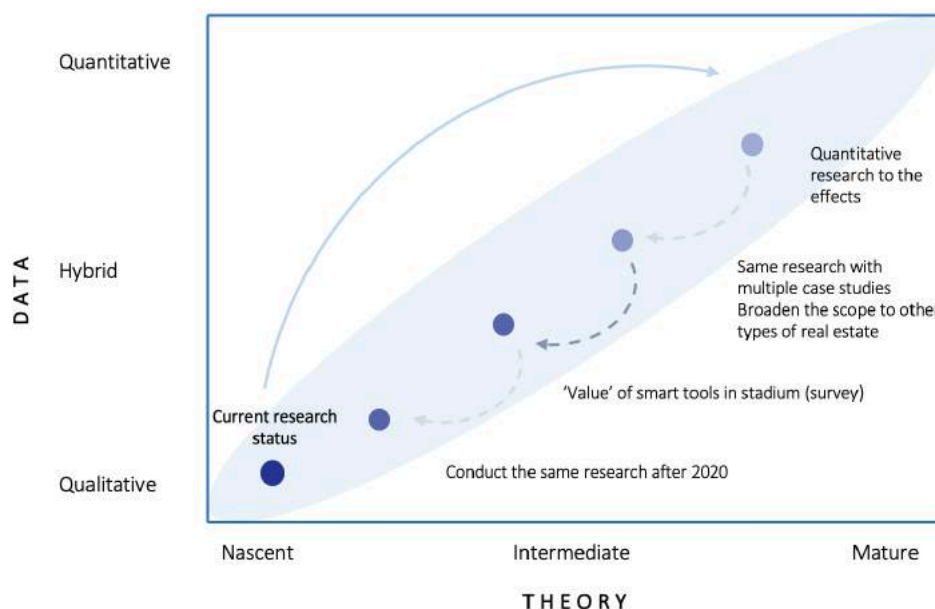 Quantitative
Quantitative
research to the
effects
DATA
Hybrid
Same research with
multiple case studies
Broaden the scope to other
types of real estate
'Value' of smart tools in stadium (survey)
Current research
status
Conduct the same research after 2020
Qualitative
Nascent
Intermediate
Mature
THEORY